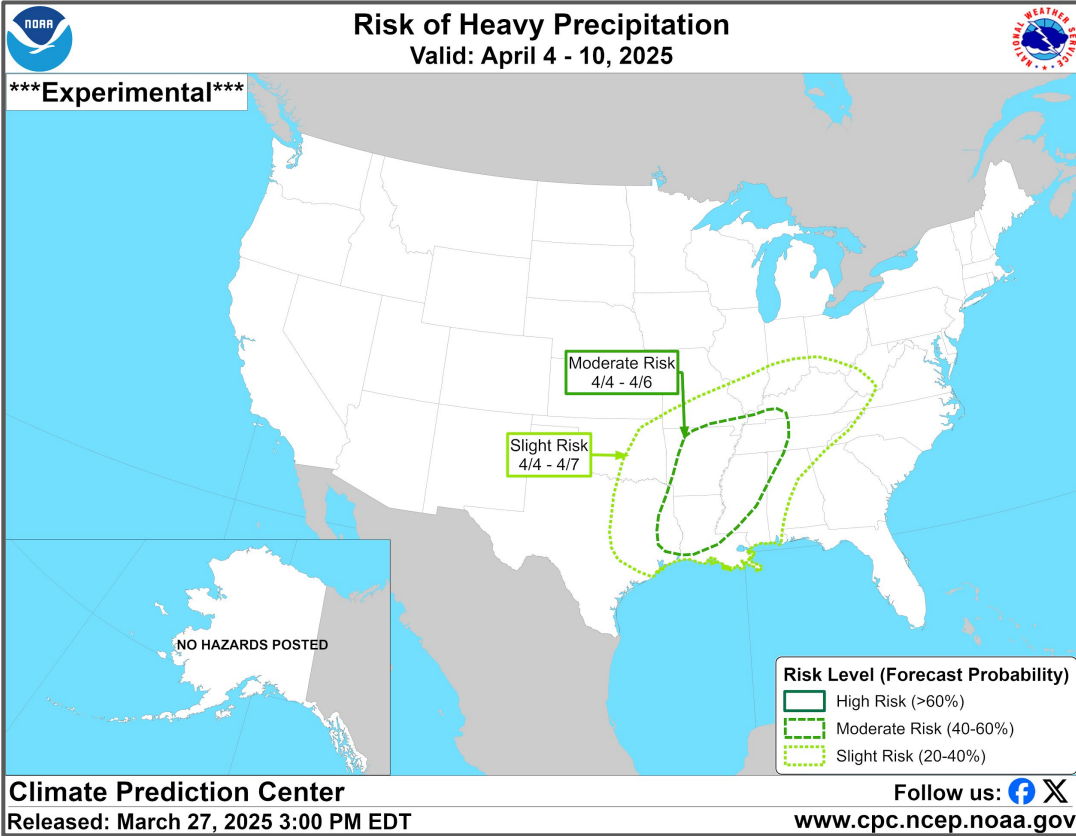 NOAA
Risk of Heavy Precipitation
Valid: April 4 - 10, 2025
NATIONAL WEATHER SERVICE
***Experimental***
Moderate Risk
4/4 - 4/6
Slight Risk
4/4 - 4/7
NO HAZARDS POSTED
Risk Level (Forecast Probability)
High Risk (>60%)
Moderate Risk (40-60%)
Slight Risk (20-40%)
Climate Prediction Center
Follow us:
Released: March 27, 2025 3:00 PM EDT
www.cpc.ncep.noaa.gov